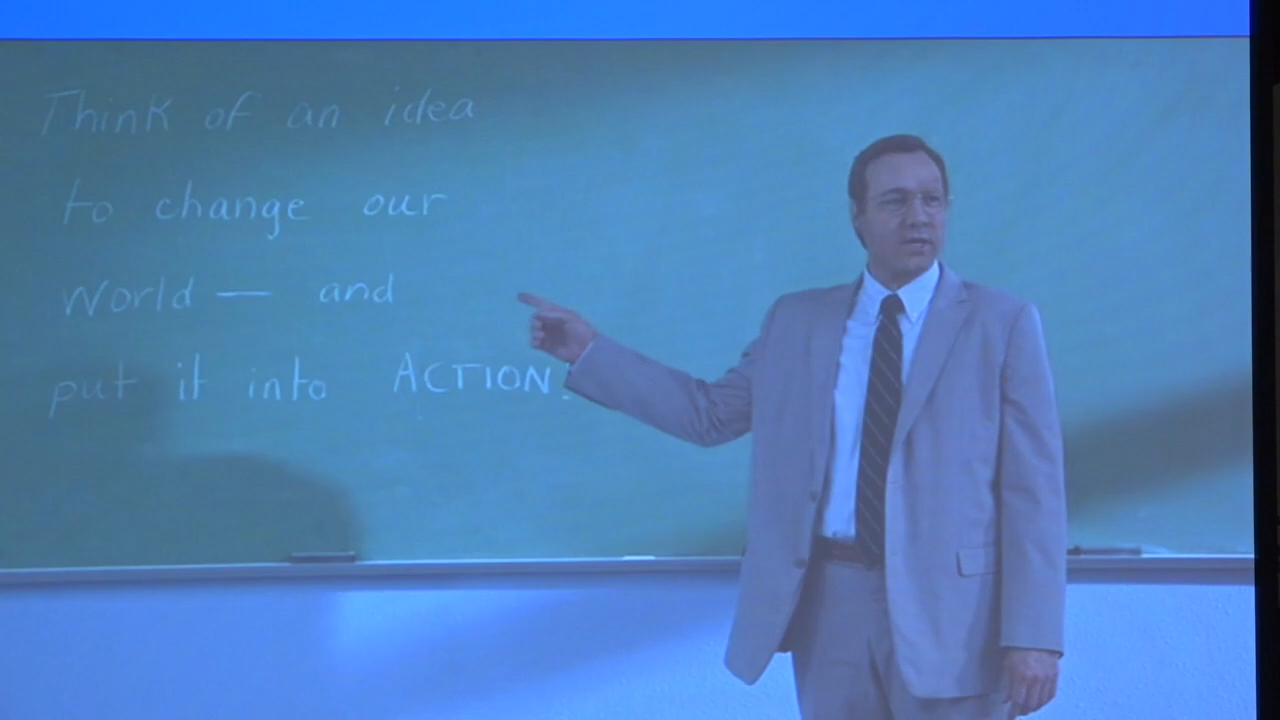 Think of an idea
to change our
world — and
put it into ACTION!